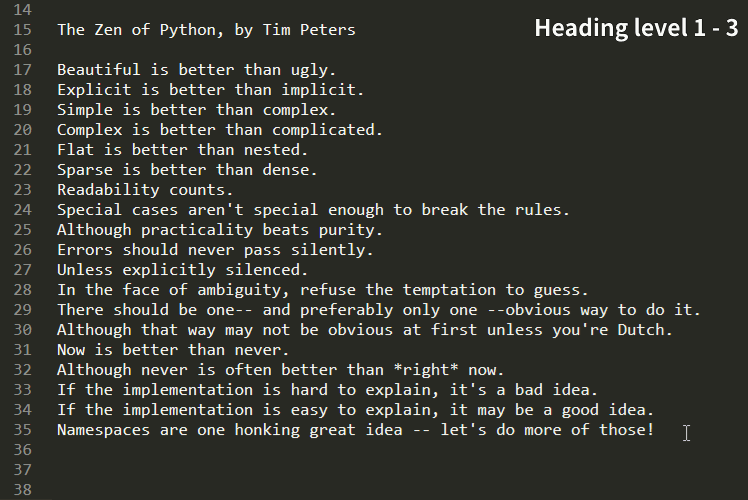 14
15 The Zen of Python, by Tim Peters
Heading level 1 - 3
16
17 Beautiful is better than ugly.
18 Explicit is better than implicit.
19 Simple is better than complex.
20 Complex is better than complicated.
21 Flat is better than nested.
22 Sparse is better than dense.
23 Readability counts.
24 Special cases aren't special enough to break the rules.
25 Although practicality beats purity.
26 Errors should never pass silently.
27 Unless explicitly silenced.
28 In the face of ambiguity, refuse the temptation to guess.
29 There should be one-- and preferably only one --obvious way to do it.
30 Although that way may not be obvious at first unless you're Dutch.
31 Now is better than never.
32 Although never is often better than *right* now.
33 If the implementation is hard to explain, it's a bad idea.
34 If the implementation is easy to explain, it may be a good idea.
35 Namespaces are one honking great idea -- let's do more of those!
36
37
38